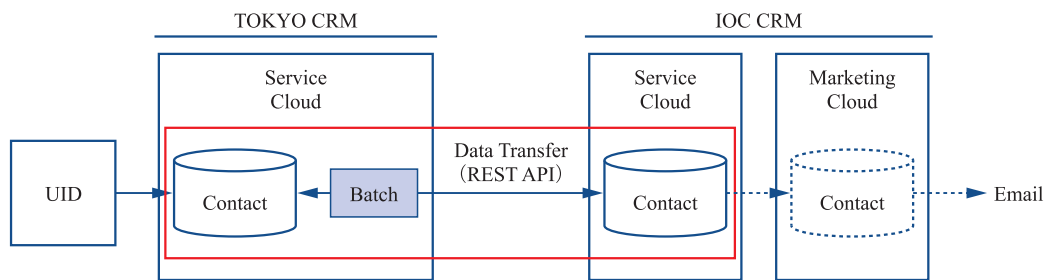 TOKYO CRM
IOC CRM
Service
Cloud
Service
Cloud
Marketing
Cloud
UID
Contact
Batch
Data Transfer
（REST API）
Contact
Contact
Email